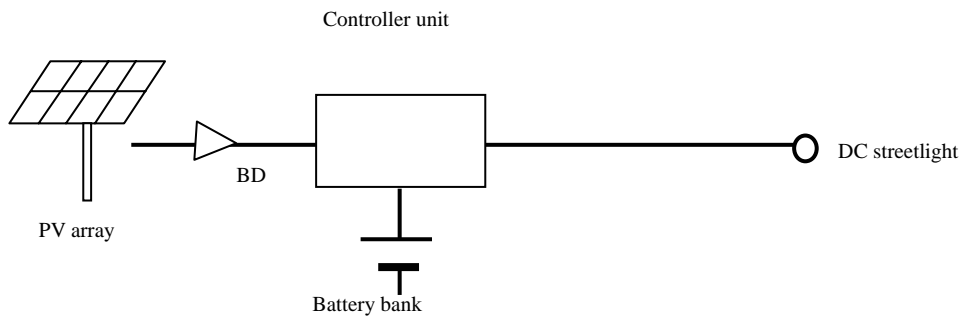 Controller unit
BD
DC streetlight
PV array
Battery bank